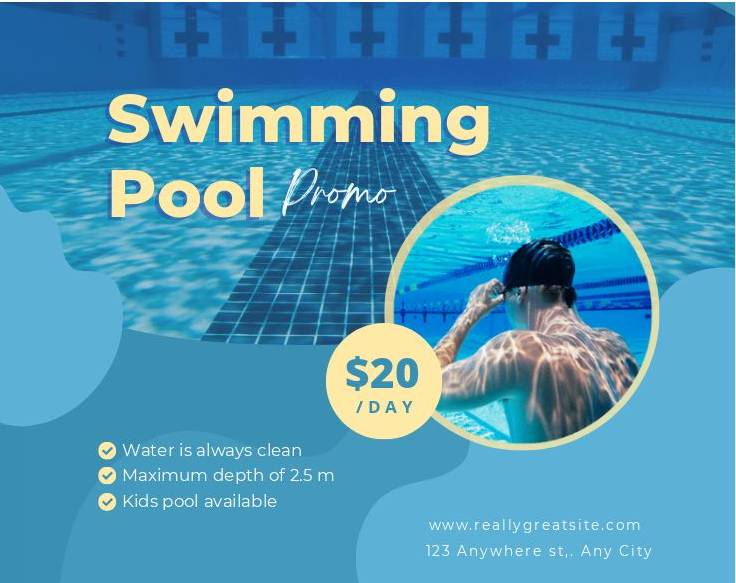 Swimming
Pool Promo
$20
/DAY
Water is always clean
Maximum depth of 2.5 m
Kids pool available
www.reallygreatsite.com
123 Anywhere st,. Any City